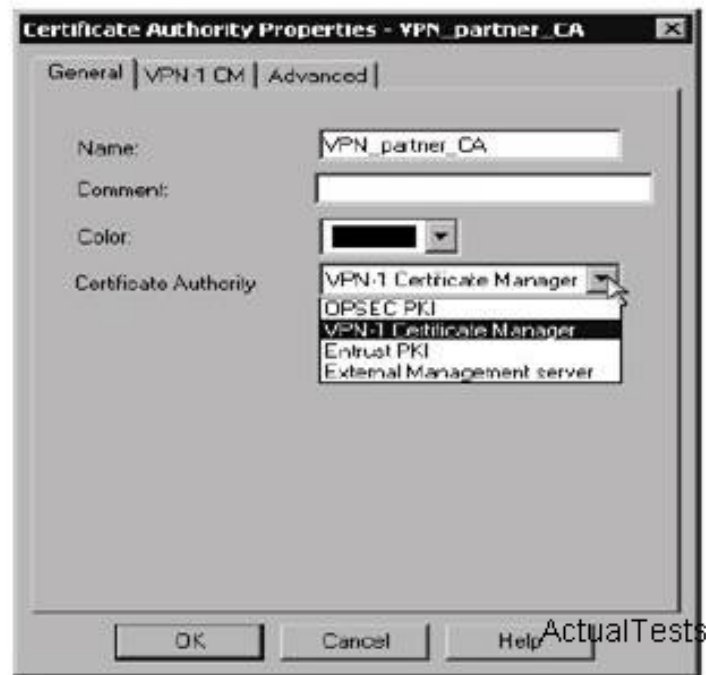 Certificate Authority Properties - VPN_partner_CA
General VPN-1 CM Advanced
Name: VPN_partner_CA
Comment:
Color:
Certificate Authority VPN-1 Certificate Manager
OPSEC PKI
VPN-1 Certificate Manager
Entrust PKI
External Management server
OK Cancel Help
ActualTests